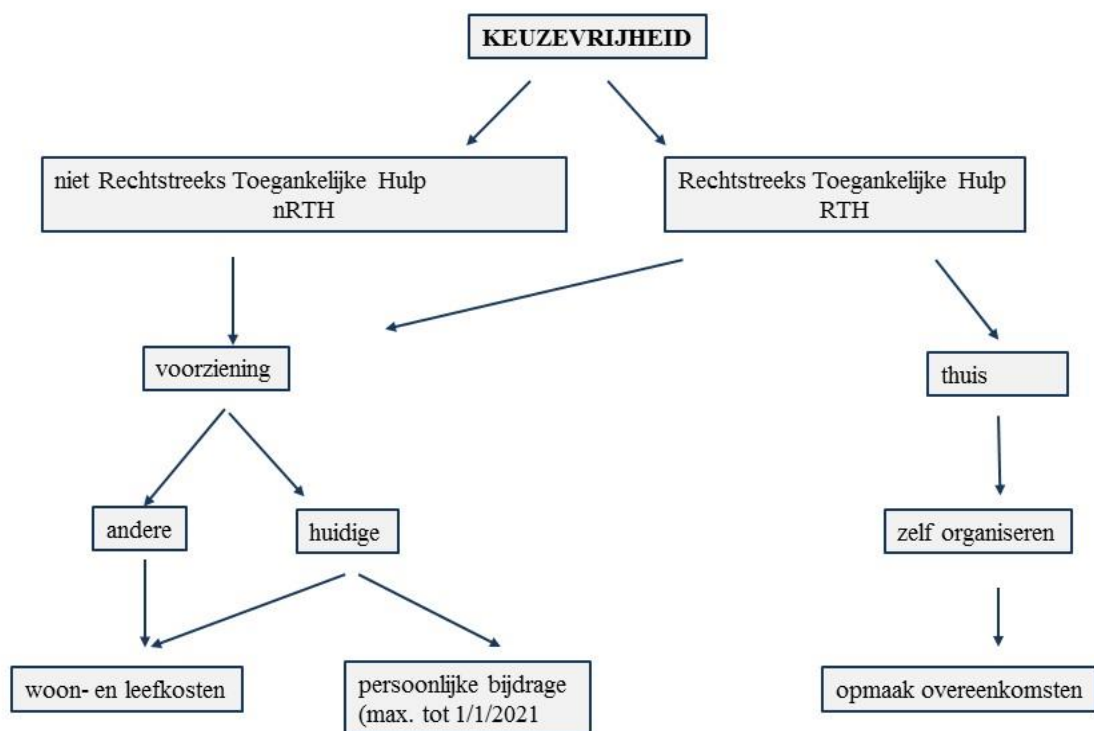 KEUZEVRIJHEID
niet Rechtstreeks Toegankelijke Hulp
nRTH
Rechtstreeks Toegankelijke Hulp
RTH
voorziening
thuis
andere
huidige
zelf organiseren
woon- en leefkosten
persoonlijke bijdrage
(max. tot 1/1/2021
opmaak overeenkomsten